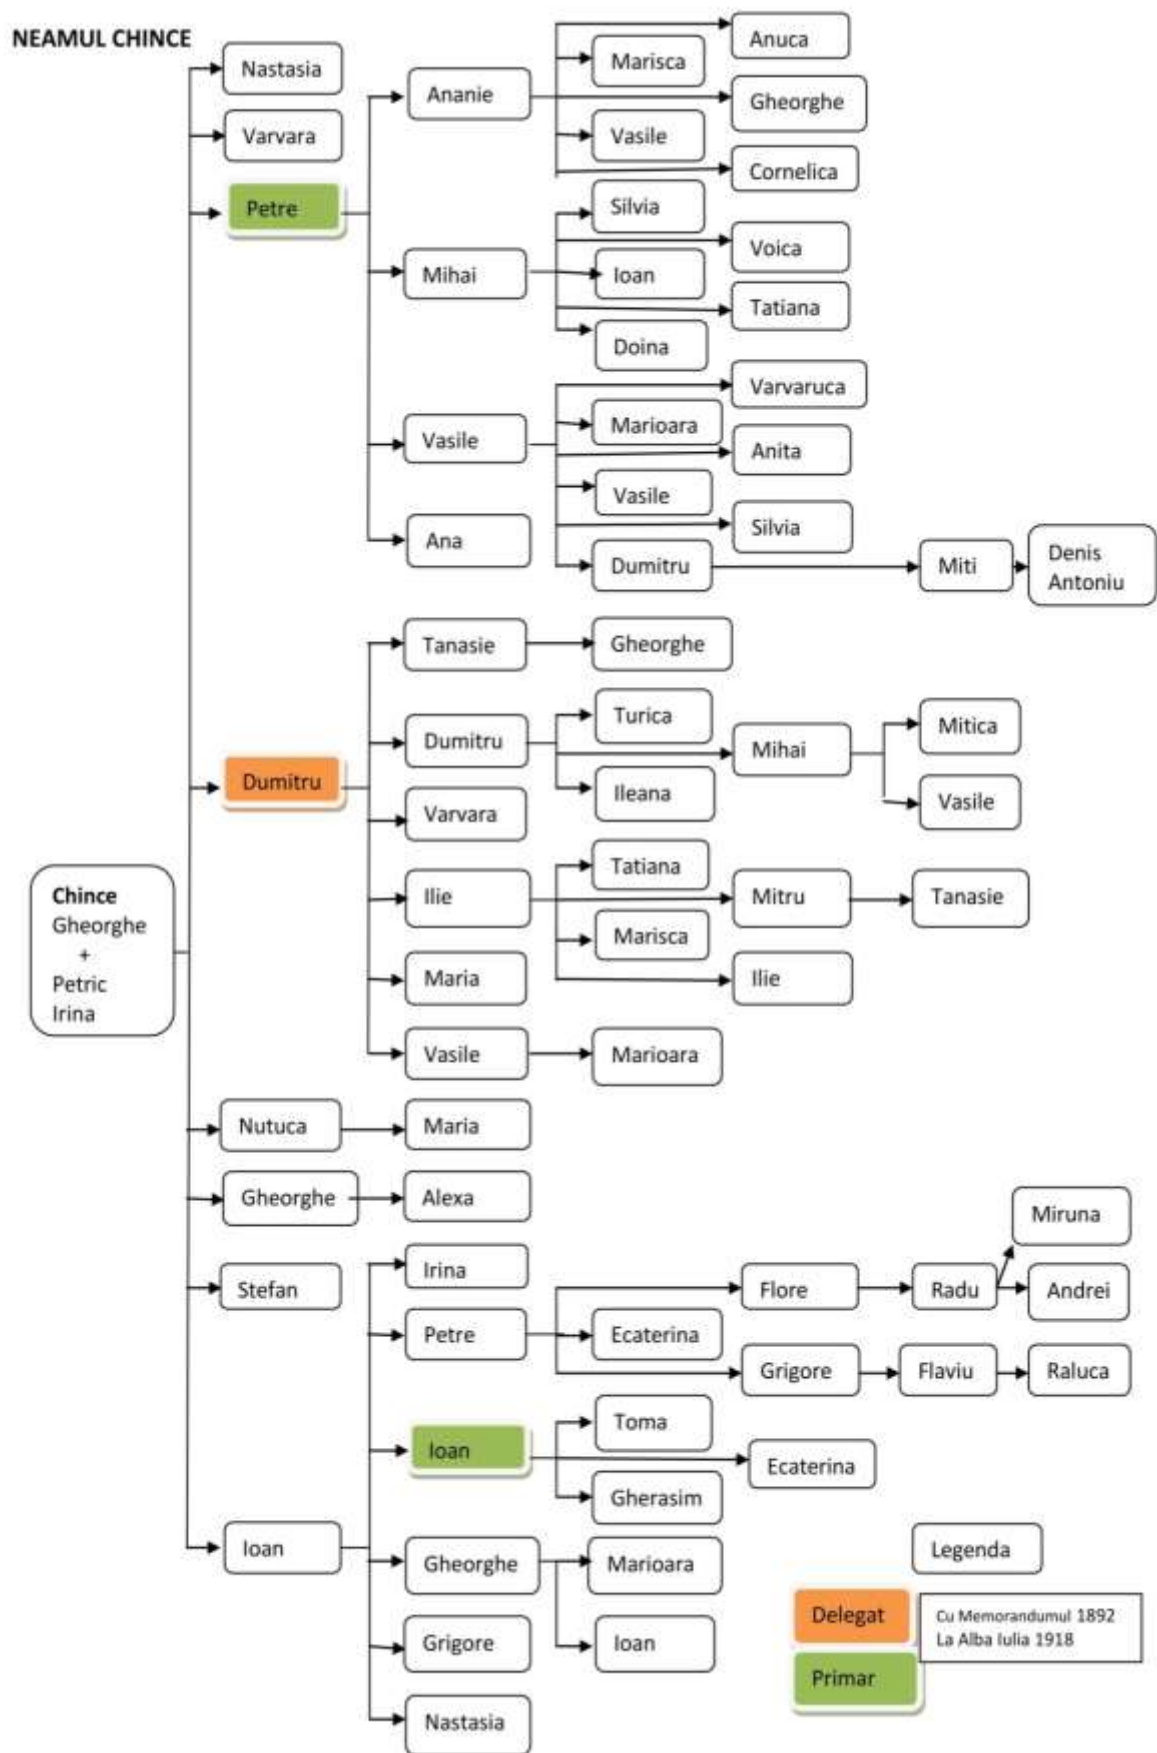 NEAMUL CHINCE
Chince
Gheorghe
+
Petric
Irina
Nastasia
Varvara
Petre
Ananie
Anuca
Marisca
Gheorghe
Vasile
Cornelica
Mihai
Silvia
Voica
Ioan
Tatiana
Doina
Vasile
Varvaruca
Marioara
Anita
Vasile
Silvia
Dumitru
Miti
Denis
Antoniu
Ana
Dumitru
Tanasie
Gheorghe
Dumitru
Turica
Mihai
Mitica
Vasile
Ileana
Varvara
Ilie
Tatiana
Mitru
Tanasie
Marisca
Ilie
Maria
Vasile
Marioara
Nutuca
Maria
Gheorghe
Alexa
Stefan
Ioan
Irina
Petre
Flore
Radu
Miruna
Andrei
Ecaterina
Grigore
Flaviu
Raluca
Ioan
Toma
Ecaterina
Gherasim
Gheorghe
Marioara
Ioan
Grigore
Nastasia
Legenda
Delegat
Cu Memorandumul 1892
La Alba Iulia 1918
Primar